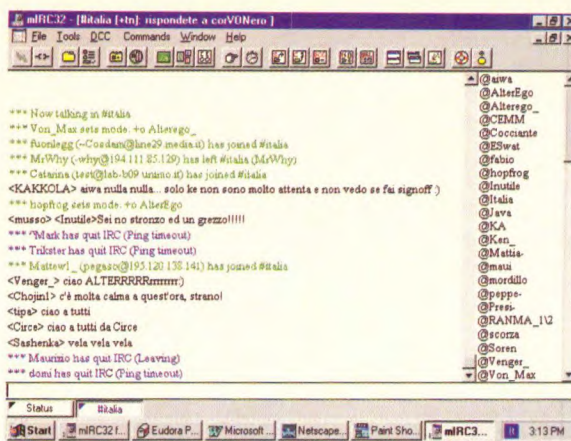 mIRC32 - [#italia [+tn]: rispondete a corVONero ]
File Tools DCC Commands Window Help
*** Now talking in #italia
*** Von_Max sets mode: +o Alterego_
*** fuonlegg (~Cosdam@line29.media.it) has joined #italia
*** MrWhy (-why@194.111.85.129) has left #italia (MrWhy)
*** Catarina (test@lab-b09.unimo.it) has joined #italia
<KAKKOLA> aiwa nulla nulla... solo ke non sono molto attenta e non vedo se fai signoff :)
*** hopfrog sets mode: +o AlterEgo
<musso> <Inutile>Sei no stronzo ed un grezzo!!!!!
*** ^Mark has quit IRC (Ping timeout)
*** Trikster has quit IRC (Ping timeout)
*** Mattew1_ (pegaso@195.120.138.141) has joined #italia
<Venger_> ciao ALTERRRRRrrrrrrr:)
<Chojin1> c'è molta calma a quest'ora, strano!
<tipa> ciao a tutti
<Circe> ciao a tutti da Circe
<Sashenka> vela vela vela
*** Maurizio has quit IRC (Leaving)
*** domi has quit IRC (Ping timeout)
@aiwa
@AlterEgo
@Alterego_
@CEMM
@Cocciante
@ESwat
@fabio
@hopfrog
@Inutile
@Italia
@Java
@KA
@Ken_
@Mattia-
@maui
@mordillo
@peppe-
@Presi-
@RANMA_1\2
@scorza
@Soren
@Venger_
@Von_Max
Status #italia
Start mIRC32 f... Eudora P... Microsoft ... Netscape... Paint Sho... mIRC3... 3:13 PM